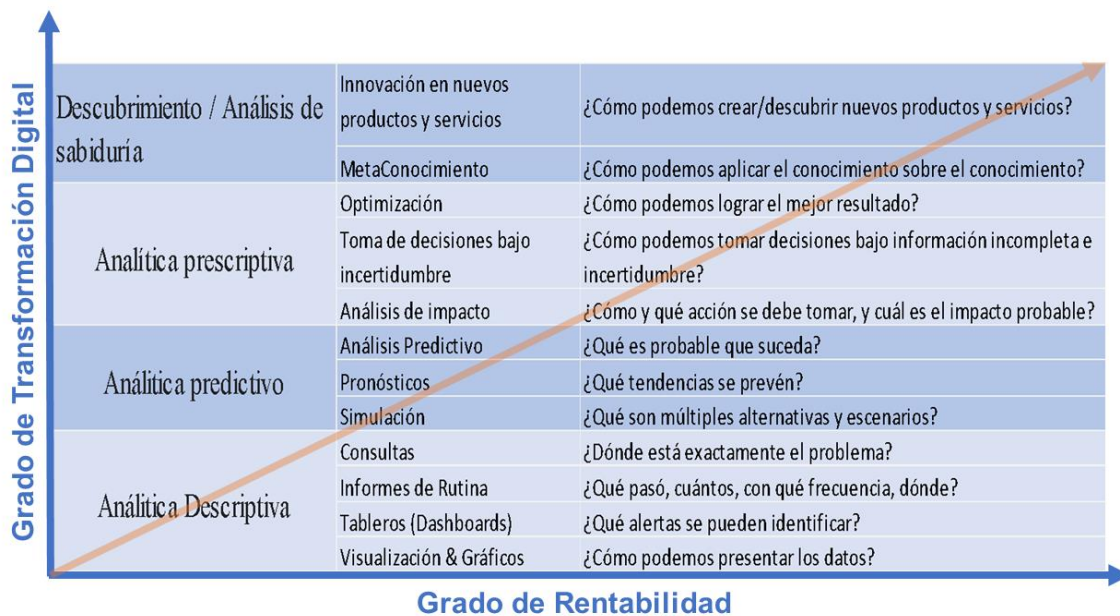 Grado de Transformación Digital
Descubrimiento / Análisis de
sabiduría
Innovación en nuevos
productos y servicios
¿Cómo podemos crear/descubrir nuevos productos y servicios?
MetaConocimiento
¿Cómo podemos aplicar el conocimiento sobre el conocimiento?
Analítica prescriptiva
Optimización
¿Cómo podemos lograr el mejor resultado?
Toma de decisiones bajo
incertidumbre
¿Cómo podemos tomar decisiones bajo información incompleta e
incertidumbre?
Análisis de impacto
¿Cómo y qué acción se debe tomar, y cuál es el impacto probable?
Análitica predictivo
Análisis Predictivo
¿Qué es probable que suceda?
Pronósticos
¿Qué tendencias se prevén?
Simulación
¿Qué son múltiples alternativas y escenarios?
Análitica Descriptiva
Consultas
¿Dónde está exactamente el problema?
Informes de Rutina
¿Qué pasó, cuántos, con qué frecuencia, dónde?
Tableros (Dashboards)
¿Qué alertas se pueden identificar?
Visualización & Gráficos
¿Cómo podemos presentar los datos?
Grado de Rentabilidad